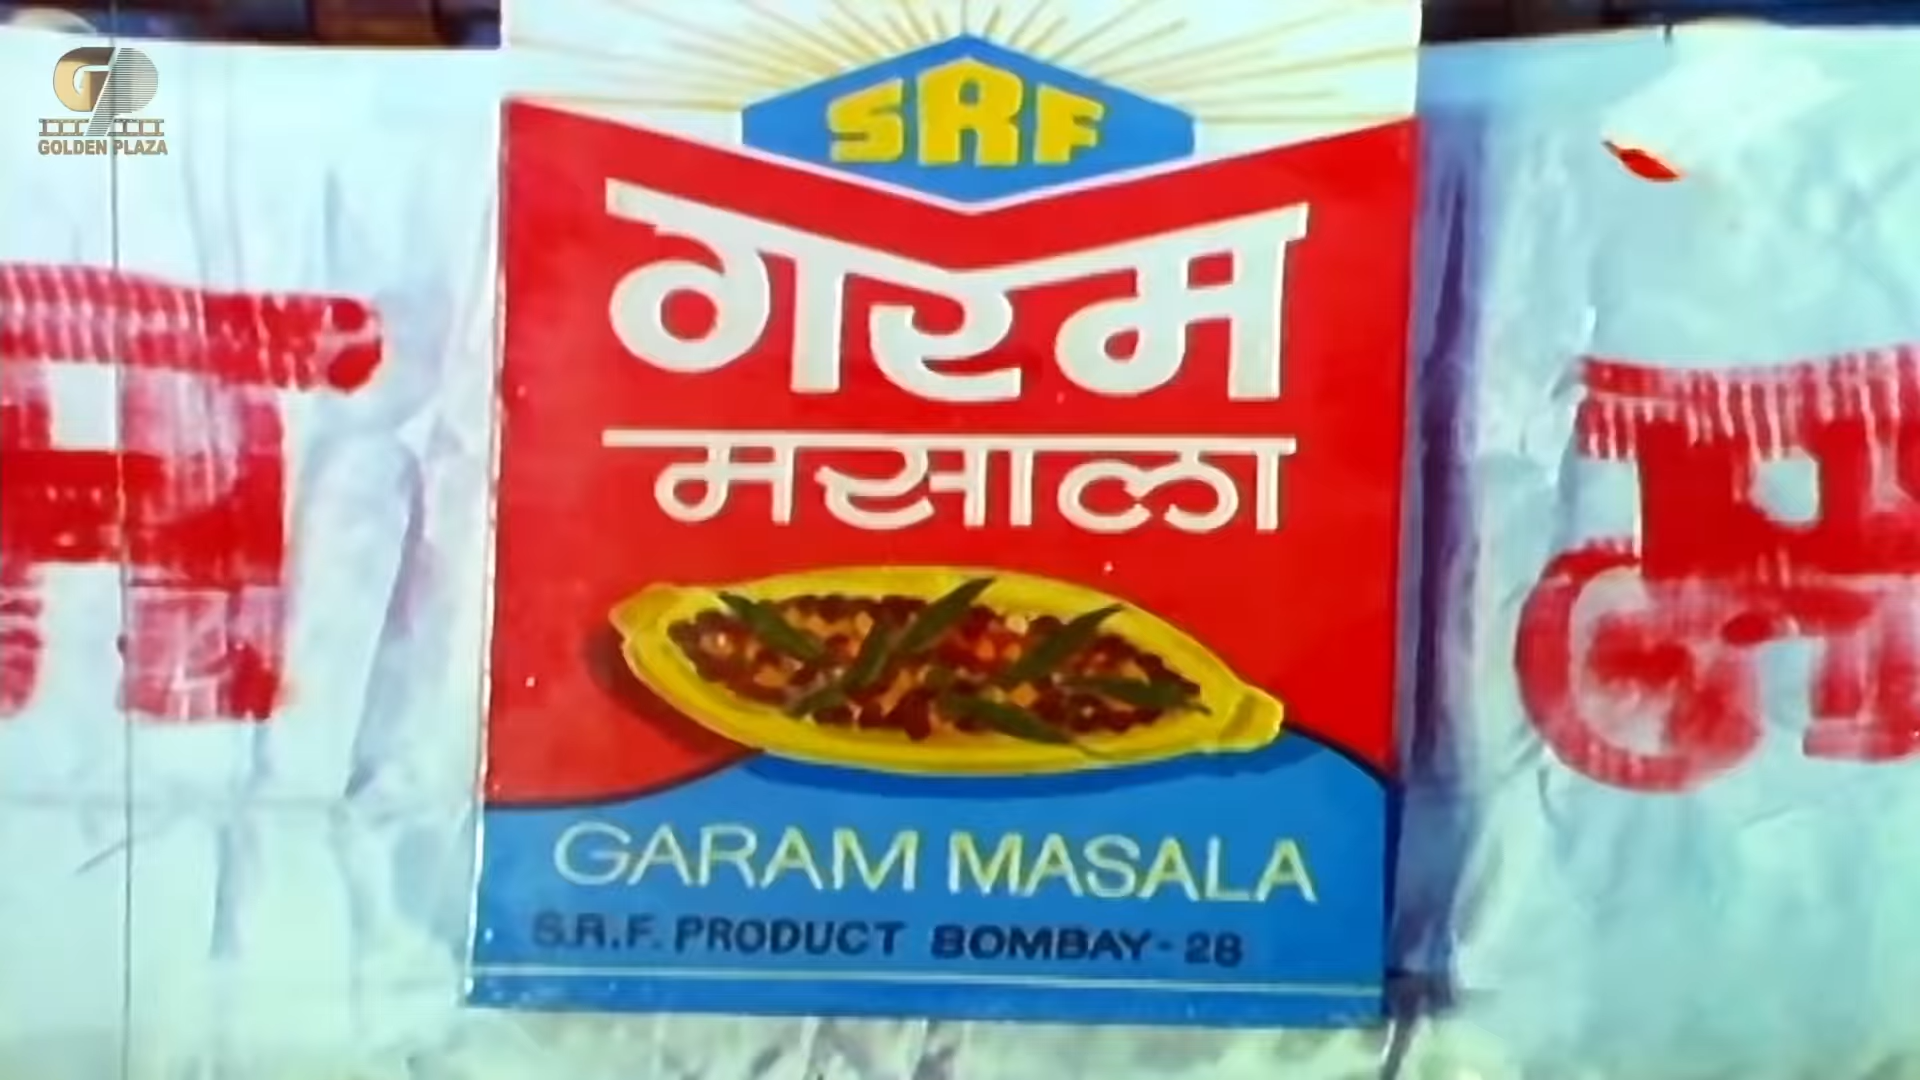 GOLDEN PLAZA
SRF
गरम
मसाला
GARAM MASALA
S.R.F. PRODUCT BOMBAY - 28